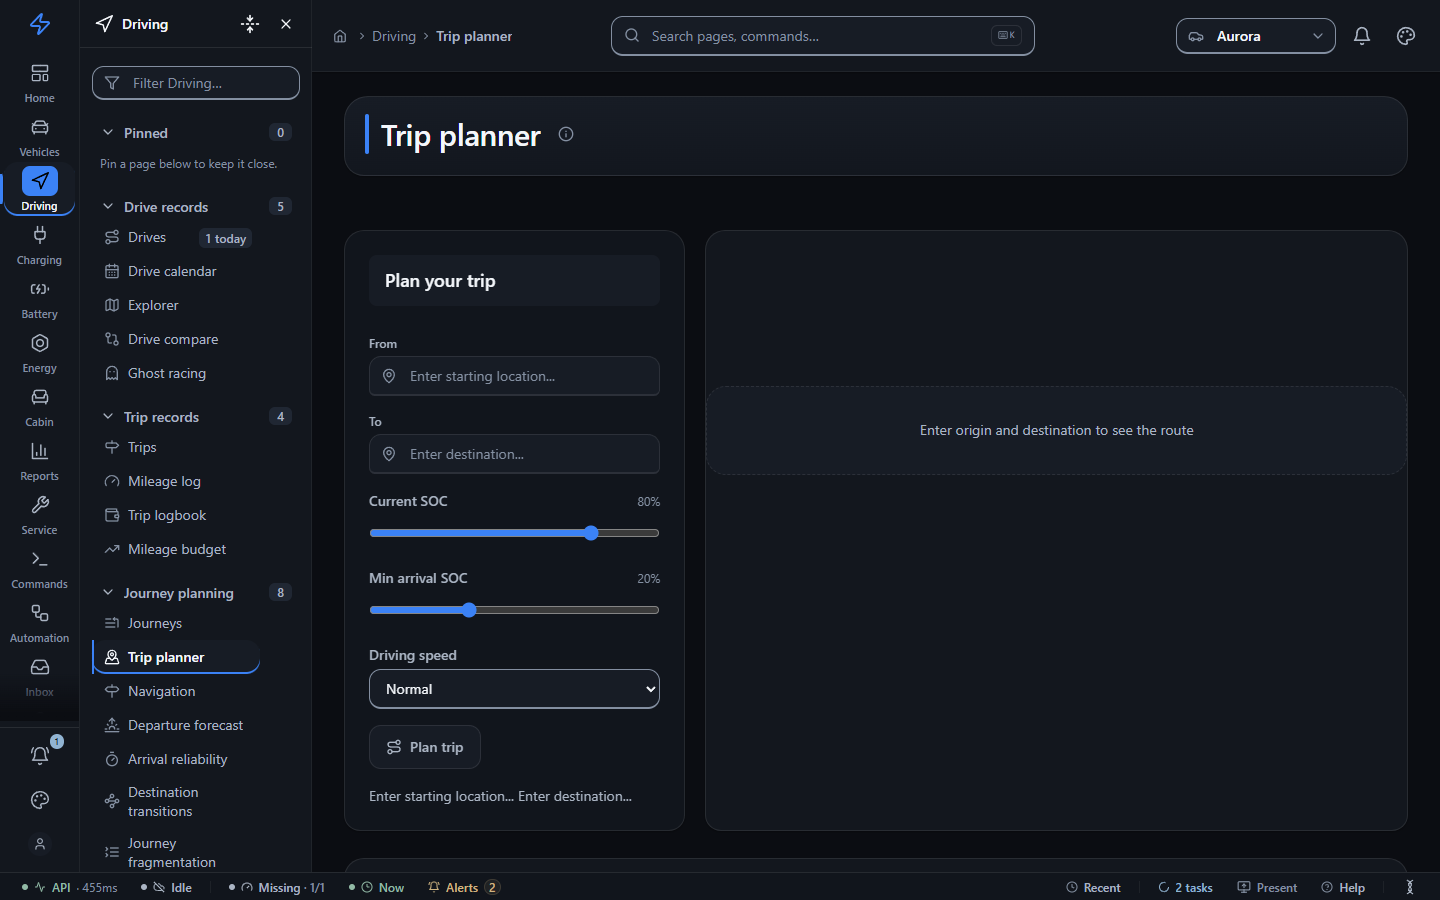 Home
Vehicles
Driving
Charging
Battery
Energy
Cabin
Reports
Service
Commands
Automation
Inbox
1
Driving
Filter Driving...
Pinned 0
Pin a page below to keep it close.
Drive records 5
Drives 1 today
Drive calendar
Explorer
Drive compare
Ghost racing
Trip records 4
Trips
Mileage log
Trip logbook
Mileage budget
Journey planning 8
Journeys
Trip planner
Navigation
Departure forecast
Arrival reliability
Destination
transitions
Journey
fragmentation
Driving Trip planner
Search pages, commands...
K
Aurora
Trip planner
Plan your trip
From
Enter starting location...
To
Enter destination...
Current SOC 80%
Min arrival SOC 20%
Driving speed
Normal
Plan trip
Enter starting location... Enter destination...
Enter origin and destination to see the route
API · 455ms
Idle
Missing · 1/1
Now
Alerts 2
Recent
2 tasks
Present
Help